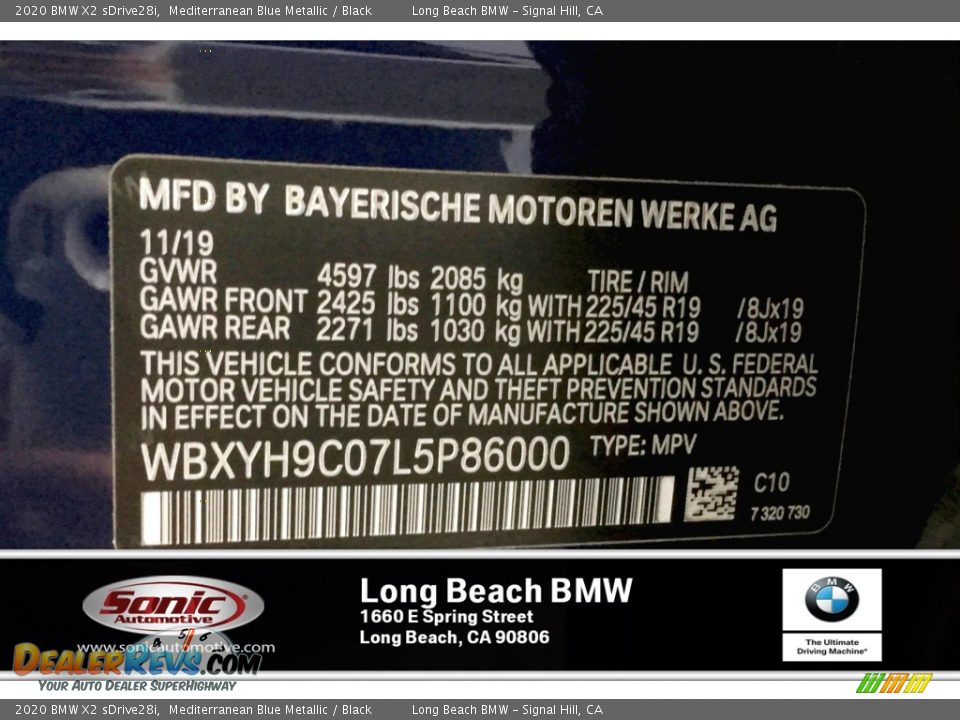 2020 BMW X2 sDrive28i, Mediterranean Blue Metallic / Black Long Beach BMW - Signal Hill, CA
MFD BY BAYERISCHE MOTOREN WERKE AG
11/19
GVWR 4597 lbs 2085 kg TIRE / RIM
GAWR FRONT 2425 lbs 1100 kg WITH 225/45 R19 /8Jx19
GAWR REAR 2271 lbs 1030 kg WITH 225/45 R19 /8Jx19
THIS VEHICLE CONFORMS TO ALL APPLICABLE U. S. FEDERAL
MOTOR VEHICLE SAFETY AND THEFT PREVENTION STANDARDS
IN EFFECT ON THE DATE OF MANUFACTURE SHOWN ABOVE.
WBXYH9C07L5P86000 TYPE: MPV
C10
7 320 730
Sonic
Automotive
www.sonicautomotive.com
Long Beach BMW
1660 E Spring Street
Long Beach, CA 90806
BMW
The Ultimate
Driving Machine®
4 5 6
DealerRevs.com
Your Auto Dealer SuperHighway
2020 BMW X2 sDrive28i, Mediterranean Blue Metallic / Black Long Beach BMW - Signal Hill, CA